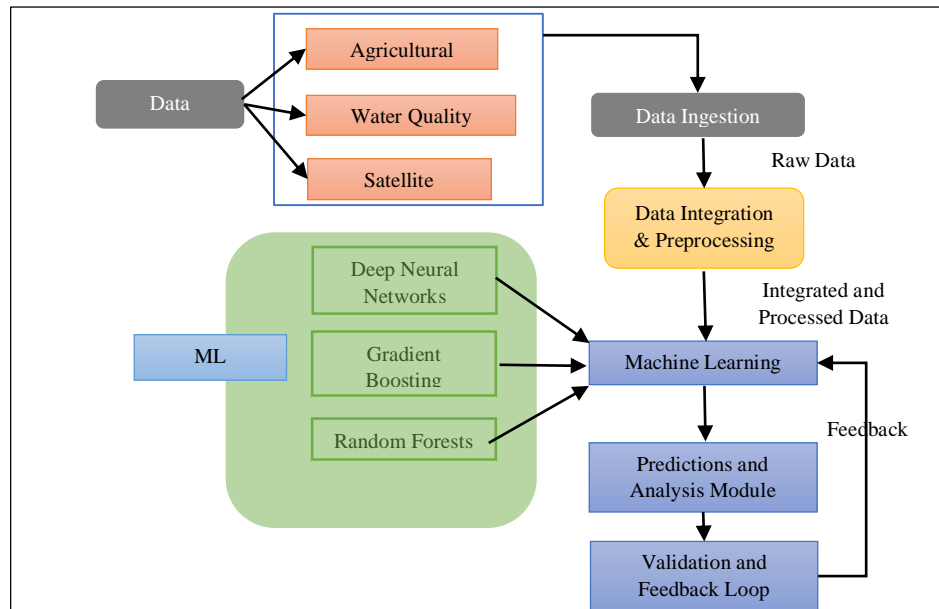 Data
Agricultural
Water Quality
Satellite
Data Ingestion
Raw Data
Data Integration
& Preprocessing
Integrated and
Processed Data
ML
Deep Neural
Networks
Gradient
Boosting
Random Forests
Machine Learning
Feedback
Predictions and
Analysis Module
Validation and
Feedback Loop